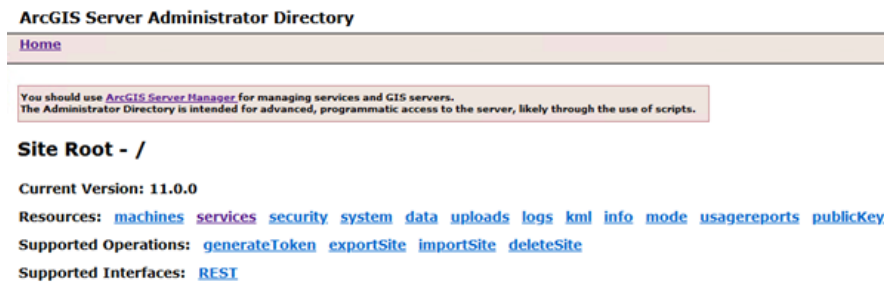 ArcGIS Server Administrator Directory
Home
You should use ArcGIS Server Manager for managing services and GIS servers.
The Administrator Directory is intended for advanced, programmatic access to the server, likely through the use of scripts.
Site Root - /
Current Version: 11.0.0
Resources: machines services security system data uploads logs kml info mode usagereports publicKey
Supported Operations: generateToken exportSite importSite deleteSite
Supported Interfaces: REST